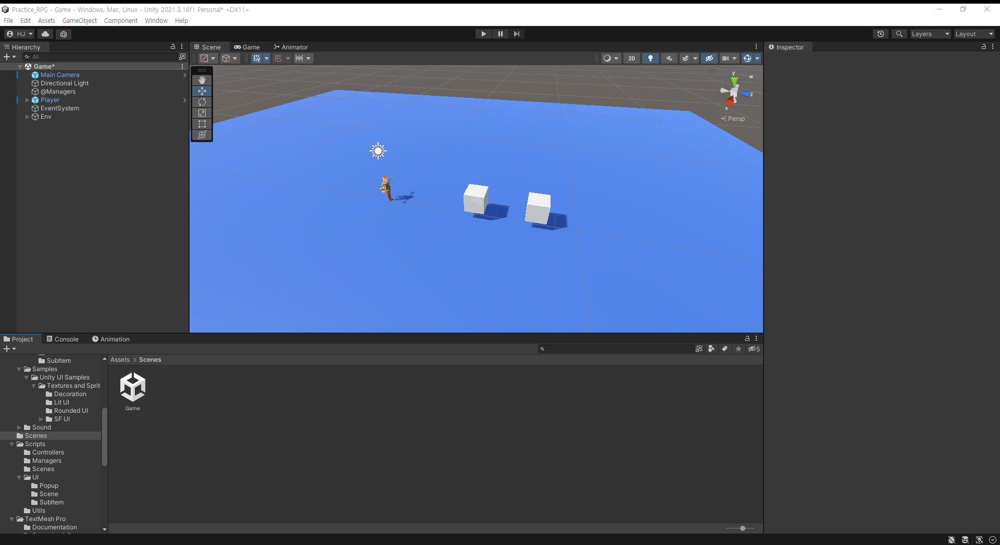 Practice_RPG - Game - Windows, Mac, Linux - Unity 2021.3.16f1 Personal* <DX11>
File Edit Assets GameObject Component Window Help
HJ Layers Layout
Hierarchy
All
Game*
Main Camera
Directional Light
@Managers
Player
EventSystem
Env
Scene Game Animator
2D
y
z
x
Persp
Inspector
Project Console Animation
5
SubItem
Samples
Unity UI Samples
Textures and Sprit
Decoration
Lit UI
Rounded UI
SF UI
Sound
Scenes
Scripts
Controllers
Managers
Scenes
UI
Popup
Scene
SubItem
Utils
TextMesh Pro
Documentation
Assets > Scenes
Game